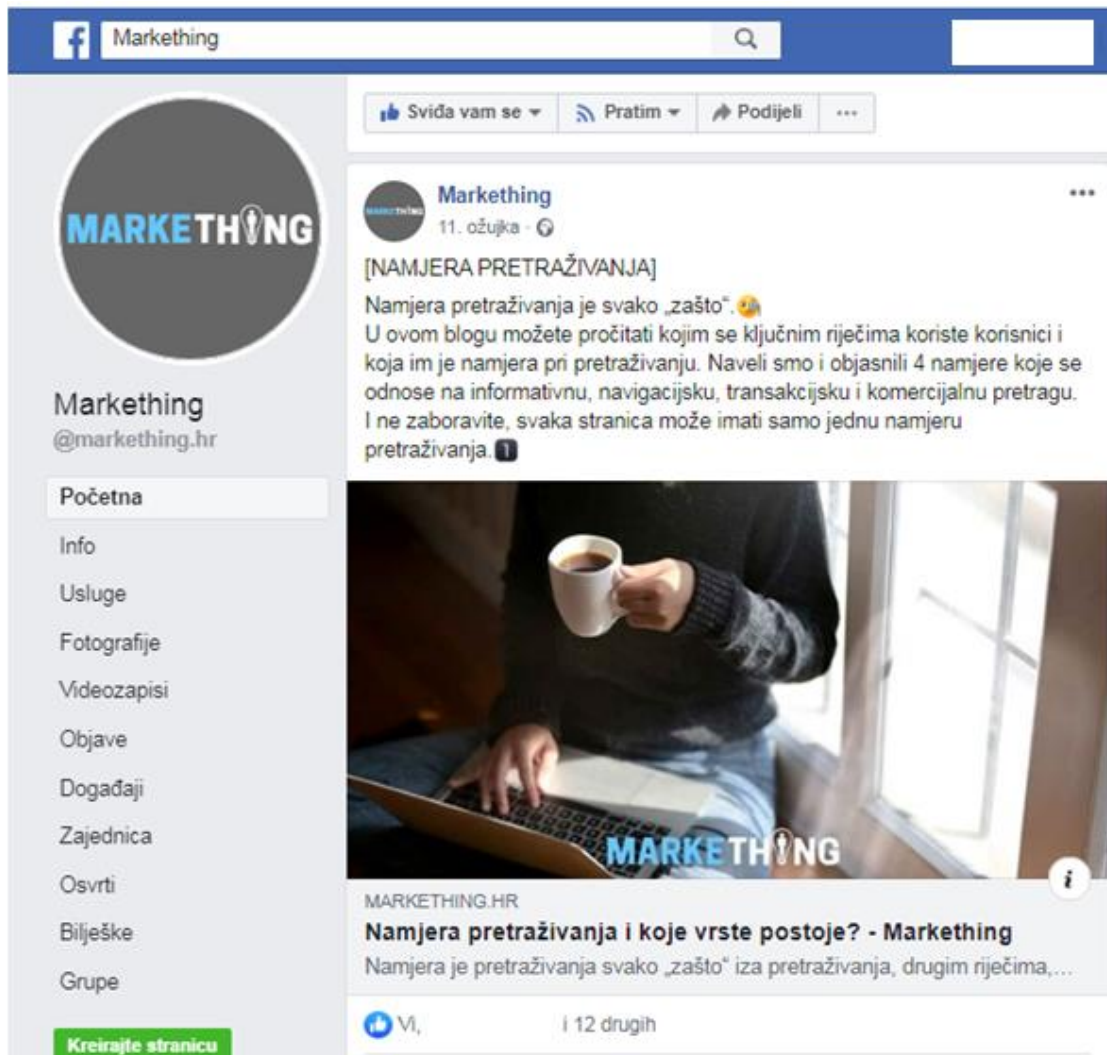 Markething
Sviđa vam se
Pratim
Podijeli
MARKETHING
Markething
@markething.hr
Početna
Info
Usluge
Fotografije
Videozapisi
Objave
Događaji
Zajednica
Osvrti
Bilješke
Grupe
Kreirajte stranicu
MARKETHING
Markething
11. ožujka
[NAMJERA PRETRAŽIVANJA]
Namjera pretraživanja je svako „zašto“.
U ovom blogu možete pročitati kojim se ključnim riječima koriste korisnici i
koja im je namjera pri pretraživanju. Naveli smo i objasnili 4 namjere koje se
odnose na informativnu, navigacijsku, transakcijsku i komercijalnu pretragu.
I ne zaboravite, svaka stranica može imati samo jednu namjeru
pretraživanja. 1
MARKETHING
MARKETHING.HR
Namjera pretraživanja i koje vrste postoje? - Markething
Namjera je pretraživanja svako „zašto“ iza pretraživanja, drugim riječima,...
Vi, i 12 drugih